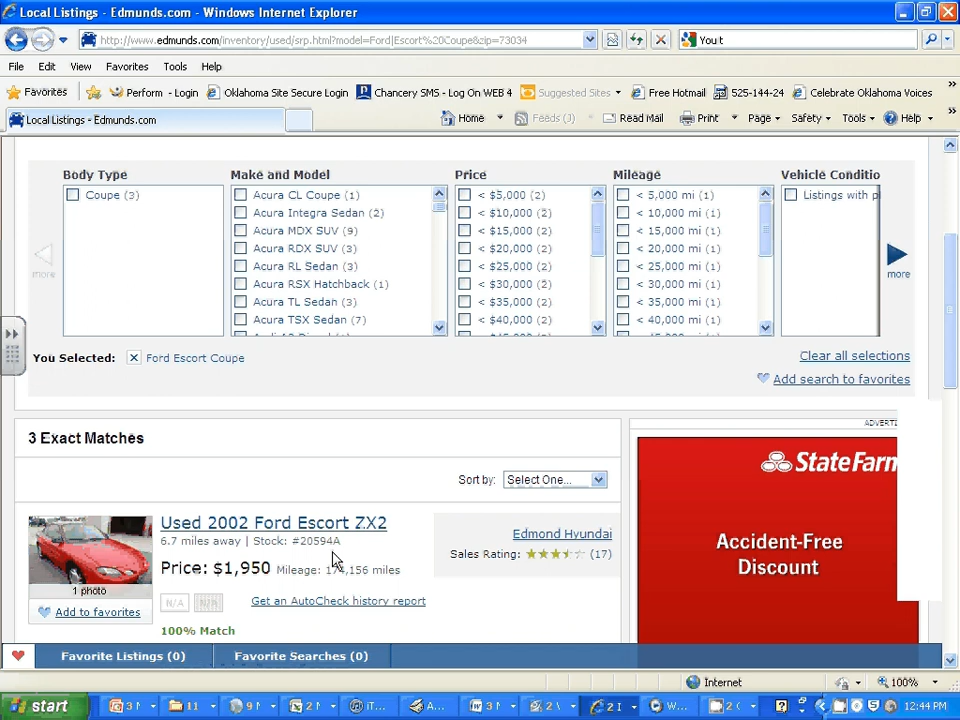 Local Listings - Edmunds.com - Windows Internet Explorer
http://www.edmunds.com/inventory/used/srp.html?model=Ford|Escort%20Coupe&zip=73034
You t
File Edit View Favorites Tools Help
Favorites Perform - Login Oklahoma Site Secure Login Chancery SMS - Log On WEB 4 Suggested Sites Free Hotmail 525-144-24 Celebrate Oklahoma Voices
Local Listings - Edmunds.com Home Feeds (J) Read Mail Print Page Safety Tools Help
Body Type Make and Model Price Mileage Vehicle Conditio
Coupe (3) Acura CL Coupe (1) < $5,000 (2) < 5,000 mi (1) Listings with
Acura Integra Sedan (2) < $10,000 (2) < 10,000 mi (1)
Acura MDX SUV (9) < $15,000 (2) < 15,000 mi (1)
Acura RDX SUV (3) < $20,000 (2) < 20,000 mi (1)
more Acura RL Sedan (3) < $25,000 (2) < 25,000 mi (1) more
Acura RSX Hatchback (1) < $30,000 (2) < 30,000 mi (1)
Acura TL Sedan (3) < $35,000 (2) < 35,000 mi (1)
Acura TSX Sedan (7) < $40,000 (2) < 40,000 mi (1)
You Selected: Ford Escort Coupe Clear all selections
Add search to favorites
3 Exact Matches
ADVERTI
Sort by: Select One...
StateFarm
Used 2002 Ford Escort ZX2 Edmond Hyundai
6.7 miles away | Stock: #20594A
Sales Rating: (17)
Accident-Free
Discount
Price: $1,950 Mileage: miles
1 photo
N/A N/A Get an AutoCheck history report
Add to favorites
100% Match
Favorite Listings (0) Favorite Searches (0)
Internet 100%
start 3 11 9 2 iT... A... 3 2 2 I W... 2 12:44 PM